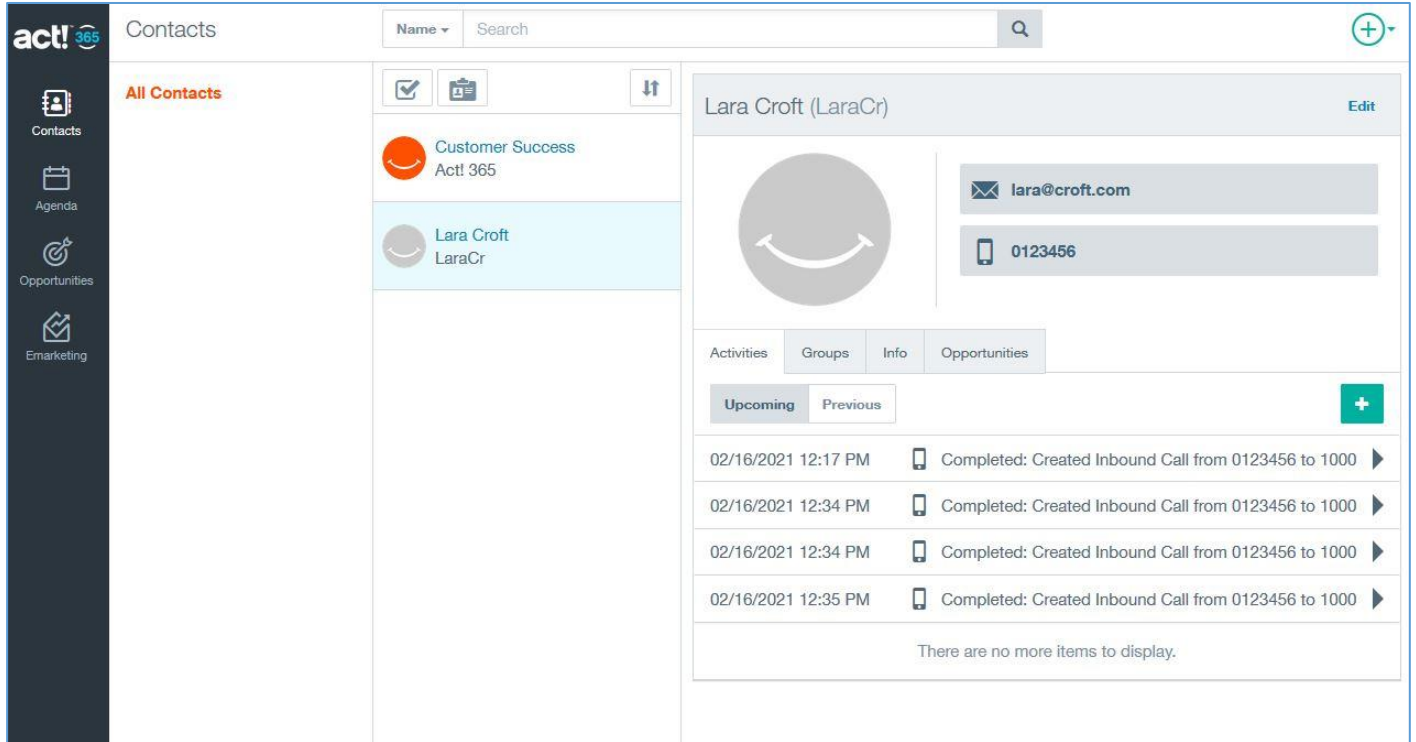 act! 365
Contacts
Agenda
Opportunities
Emarketing
Contacts
Name
Search
All Contacts
Customer Success
Act! 365
Lara Croft
LaraCr
Lara Croft (LaraCr)
Edit
lara@croft.com
0123456
Activities Groups Info Opportunities
Upcoming Previous
02/16/2021 12:17 PM Completed: Created Inbound Call from 0123456 to 1000
02/16/2021 12:34 PM Completed: Created Inbound Call from 0123456 to 1000
02/16/2021 12:34 PM Completed: Created Inbound Call from 0123456 to 1000
02/16/2021 12:35 PM Completed: Created Inbound Call from 0123456 to 1000
There are no more items to display.